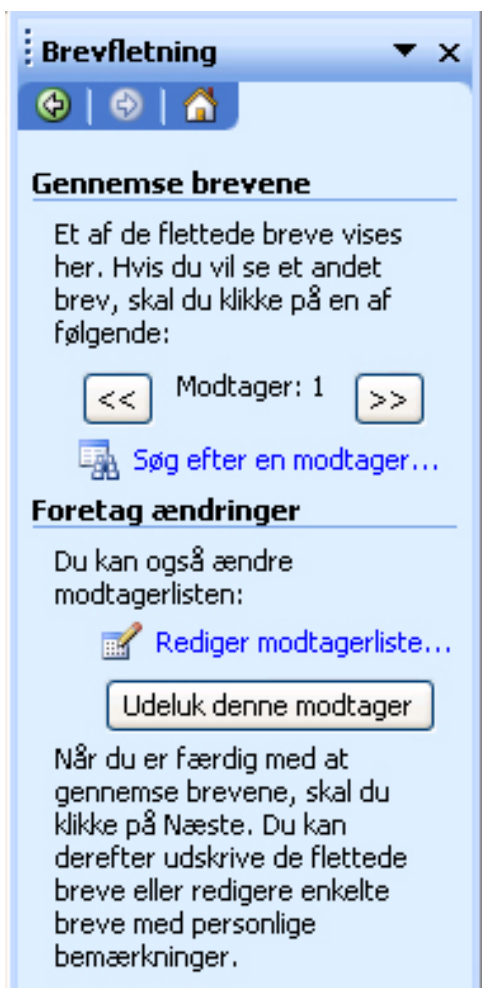 Brevfletning
Gennemse brevene
Et af de flettede breve vises
her. Hvis du vil se et andet
brev, skal du klikke på en af
følgende:
<< Modtager: 1 >>
Søg efter en modtager...
Foretag ændringer
Du kan også ændre
modtagerlisten:
Rediger modtagerliste...
Udeluk denne modtager
Når du er færdig med at
gennemse brevene, skal du
klikke på Næste. Du kan
derefter udskrive de flettede
breve eller redigere enkelte
breve med personlige
bemærkninger.